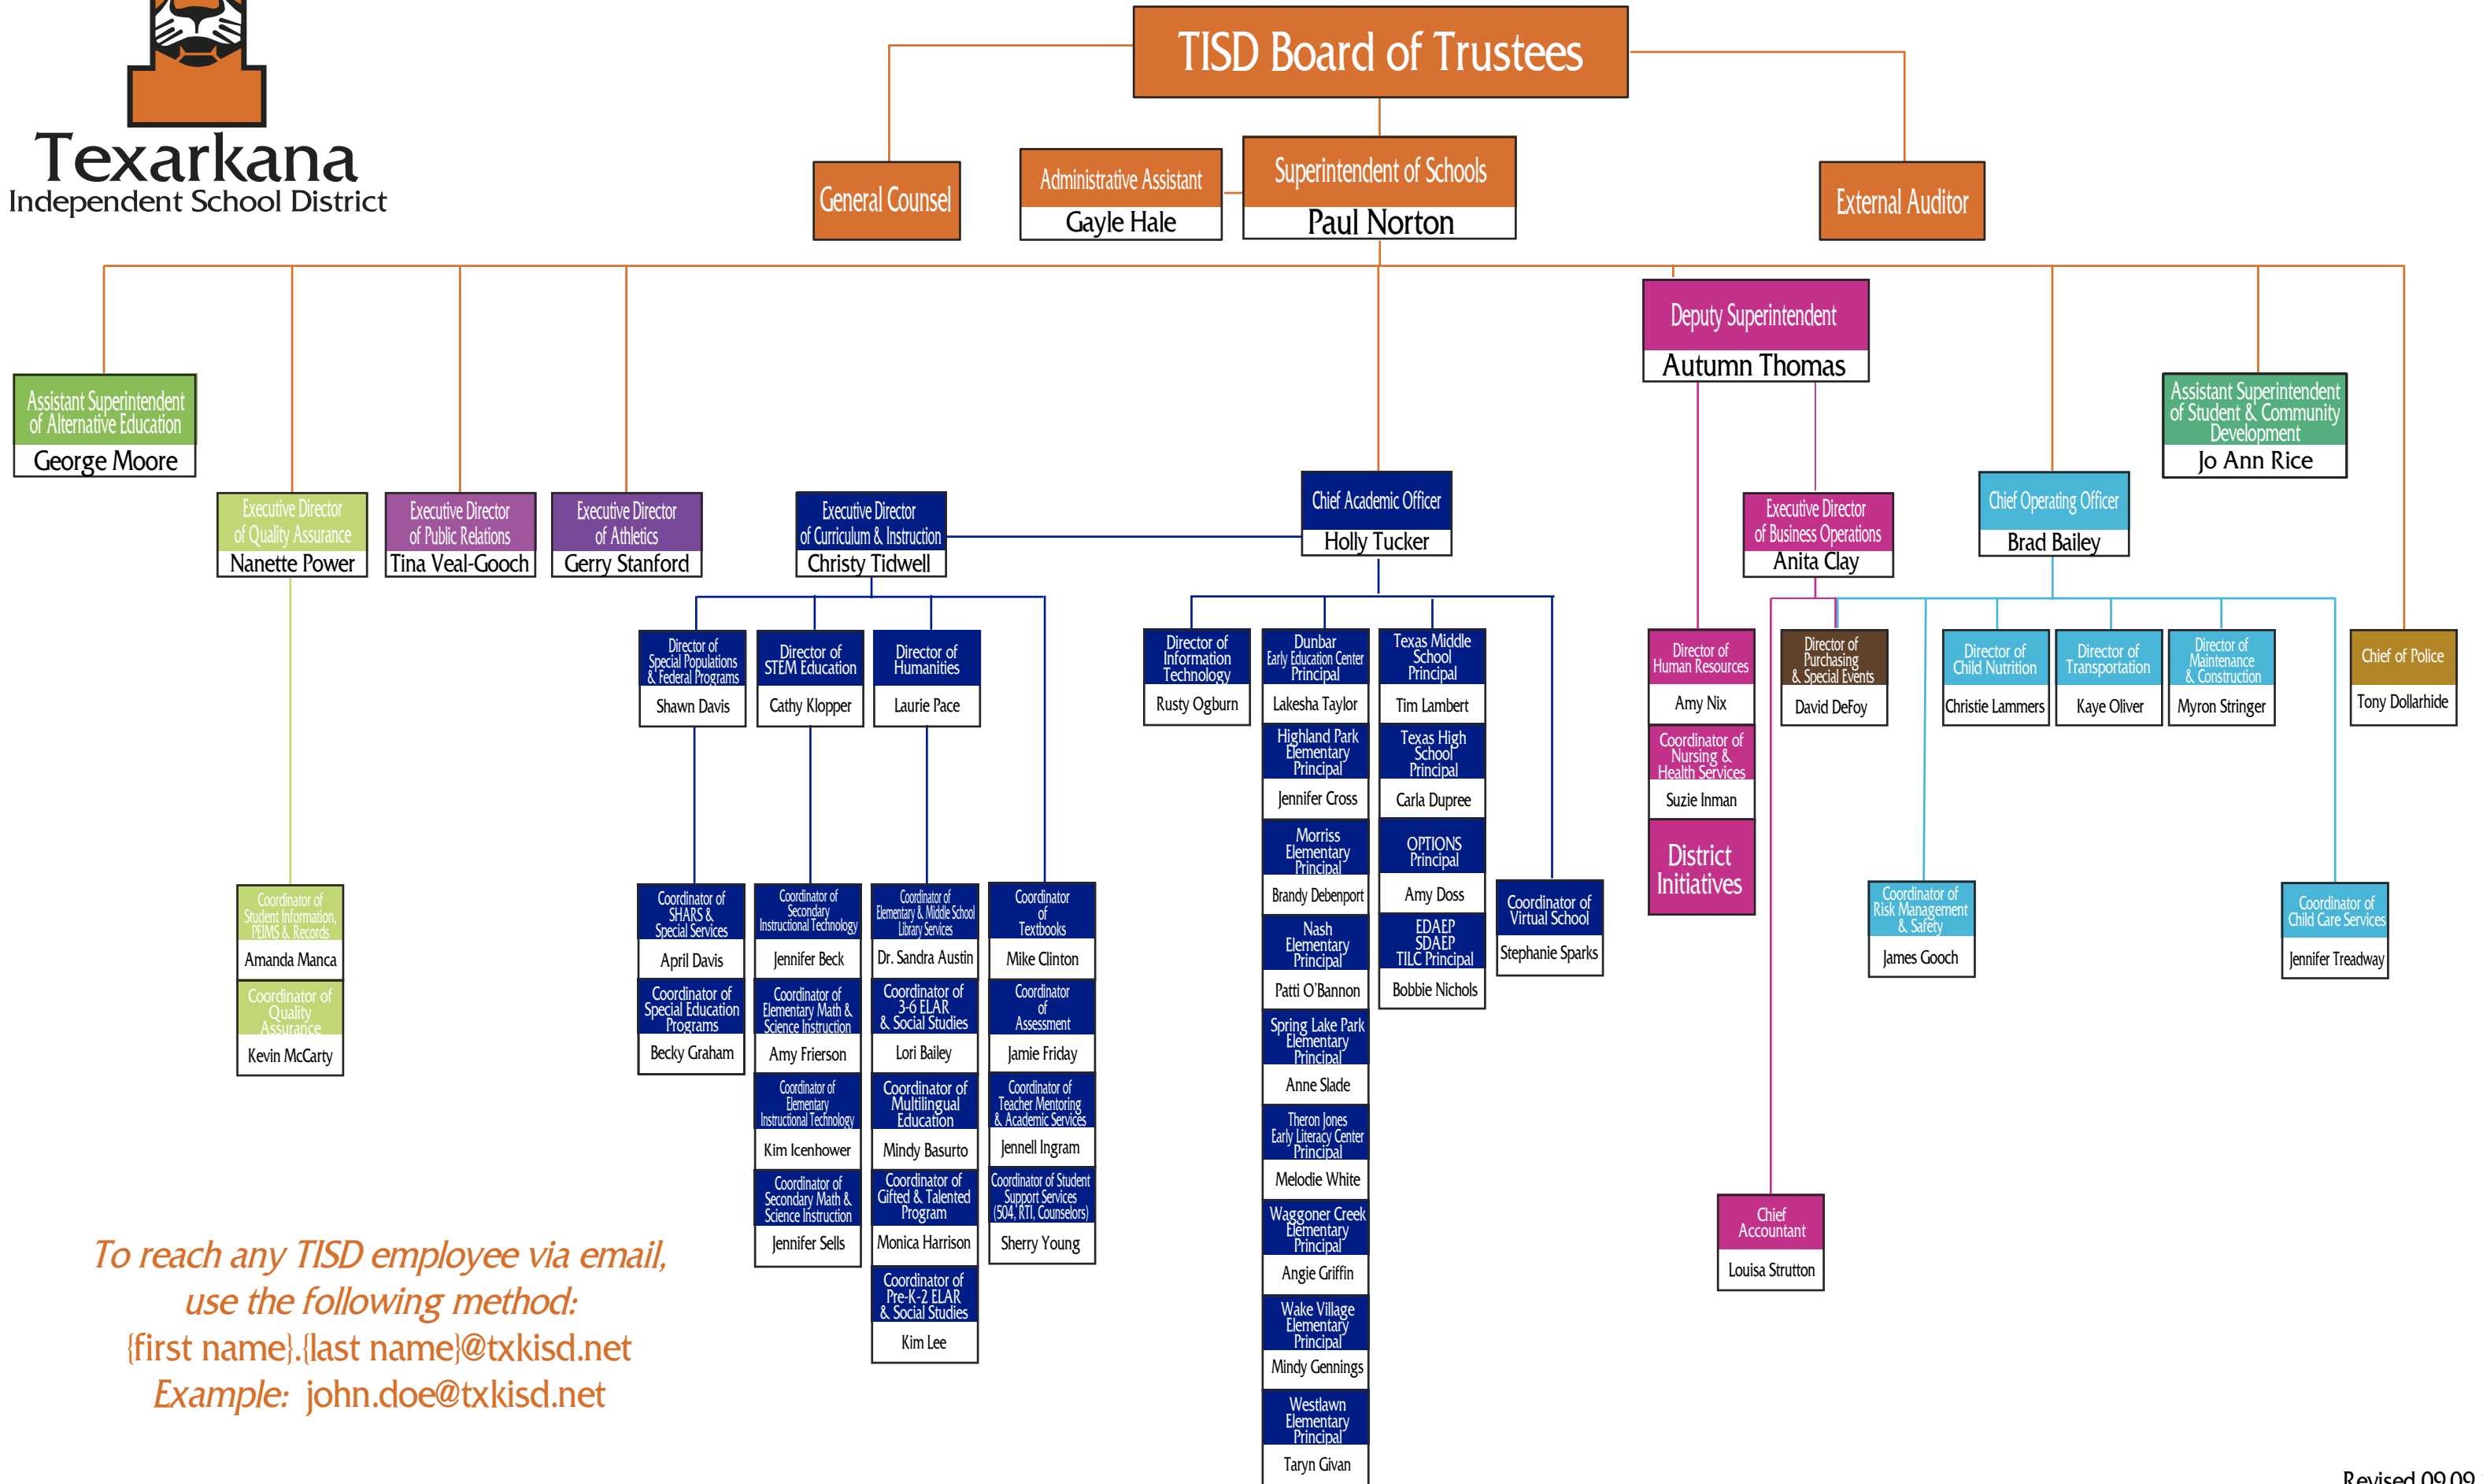 Texarkana
Independent School District
TISD Board of Trustees
General Counsel
Administrative Assistant
Gayle Hale
Superintendent of Schools
Paul Norton
External Auditor
Deputy Superintendent
Autumn Thomas
Assistant Superintendent
of Alternative Education
George Moore
Assistant Superintendent
of Student & Community
Development
Jo Ann Rice
Executive Director
of Quality Assurance
Nanette Power
Executive Director
of Public Relations
Tina Veal-Gooch
Executive Director
of Athletics
Gerry Stanford
Executive Director
of Curriculum & Instruction
Christy Tidwell
Chief Academic Officer
Holly Tucker
Executive Director
of Business Operations
Anita Clay
Chief Operating Officer
Brad Bailey
Director of
Special Populations
& Federal Programs
Shawn Davis
Director of
STEM Education
Cathy Klopper
Director of
Humanities
Laurie Pace
Director of
Information
Technology
Rusty Ogburn
Dunbar
Early Education Center
Principal
Lakesha Taylor
Highland Park
Elementary
Principal
Jennifer Cross
Morriss
Elementary
Principal
Brandy Debenport
Nash
Elementary
Principal
Patti O'Bannon
Spring Lake Park
Elementary
Principal
Anne Slade
Theron Jones
Early Literacy Center
Principal
Melodie White
Waggoner Creek
Elementary
Principal
Angie Griffin
Wake Village
Elementary
Principal
Mindy Gennings
Westlawn
Elementary
Principal
Taryn Givan
Texas Middle
School
Principal
Tim Lambert
Texas High
School
Principal
Carla Dupree
OPTIONS
Principal
Amy Doss
EDAEP
SDAEP
TILC Principal
Bobbie Nichols
Coordinator of
Virtual School
Stephanie Sparks
Director of
Human Resources
Amy Nix
Coordinator of
Nursing &
Health Services
Suzie Inman
District
Initiatives
Director of
Purchasing
& Special Events
David DeFoy
Director of
Child Nutrition
Christie Lammers
Director of
Transportation
Kaye Oliver
Director of
Maintenance
& Construction
Myron Stringer
Chief of Police
Tony Dollarhide
Coordinator of
Student Information,
PEIMS & Records
Amanda Manca
Coordinator of
Quality
Assurance
Kevin McCarty
Coordinator of
SHARS &
Special Services
April Davis
Coordinator of
Special Education
Programs
Becky Graham
Coordinator of
Secondary
Instructional Technology
Jennifer Beck
Coordinator of
Elementary Math &
Science Instruction
Amy Frierson
Coordinator of
Elementary
Instructional Technology
Kim Icenhower
Coordinator of
Secondary Math &
Science Instruction
Jennifer Sells
Coordinator of
Elementary & Middle School
Library Services
Dr. Sandra Austin
Coordinator of
3-6 ELAR
& Social Studies
Lori Bailey
Coordinator of
Multilingual
Education
Mindy Basurto
Coordinator of
Gifted & Talented
Program
Monica Harrison
Coordinator of
Pre-K-2 ELAR
& Social Studies
Kim Lee
Coordinator
of
Textbooks
Mike Clinton
Coordinator
of
Assessment
Jamie Friday
Coordinator of
Teacher Mentoring
& Academic Services
Jennell Ingram
Coordinator of Student
Support Services
(504, RTI, Counselors)
Sherry Young
Coordinator of
Risk Management
& Safety
James Gooch
Coordinator of
Child Care Services
Jennifer Treadway
Chief
Accountant
Louisa Strutton
To reach any TISD employee via email,
use the following method:
{first name}.{last name}@txkisd.net
Example: john.doe@txkisd.net
Revised 09.09